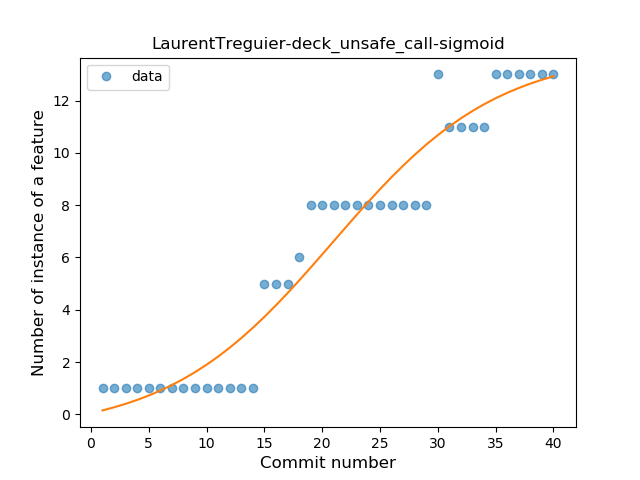 LaurentTreguier-deck_unsafe_call-sigmoid
data
Number of instance of a feature
12
10
8
6
4
2
0
0 5 10 15 20 25 30 35 40
Commit number